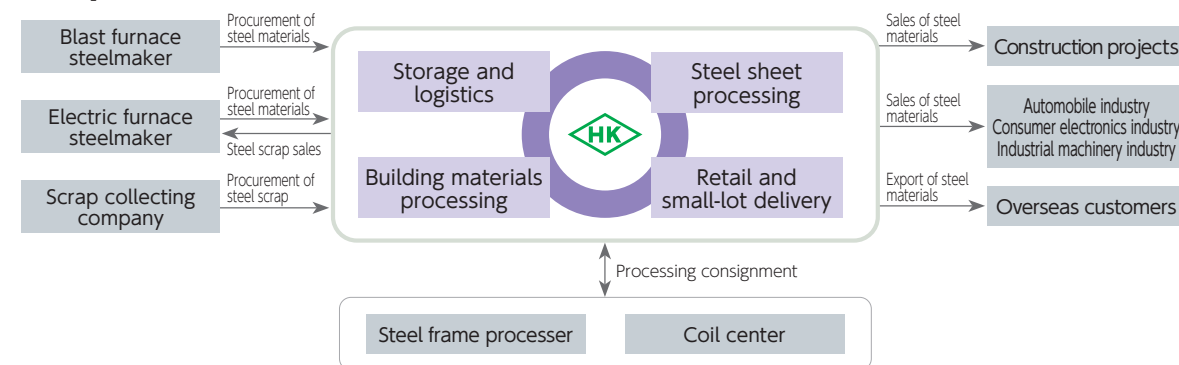 Blast furnace
steelmaker
Procurement of
steel materials
Electric furnace
steelmaker
Procurement of
steel materials
Steel scrap sales
Scrap collecting
company
Procurement of
steel scrap
Storage and
logistics
Steel sheet
processing
HK
Building materials
processing
Retail and
small-lot delivery
Sales of steel
materials
Construction projects
Sales of steel
materials
Automobile industry
Consumer electronics industry
Industrial machinery industry
Export of steel
materials
Overseas customers
Processing consignment
Steel frame processer
Coil center